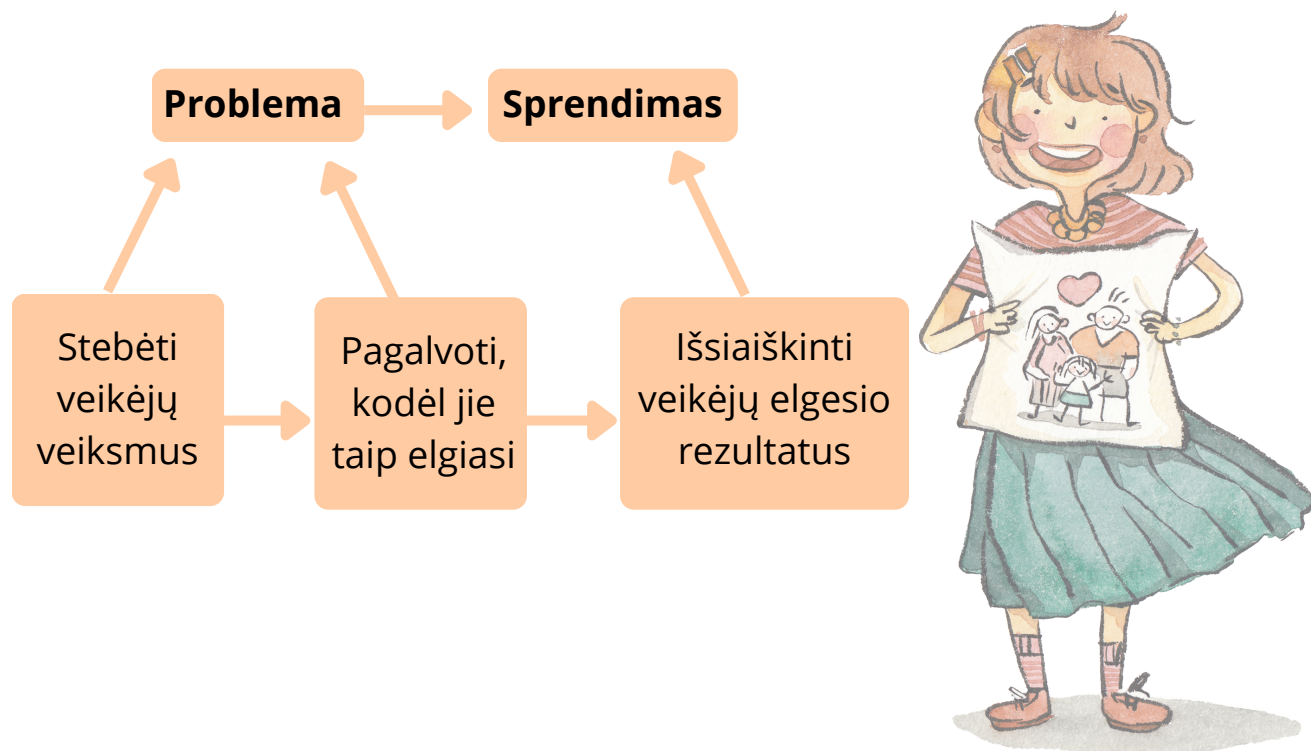 Problema
Sprendimas
Stebėti
veikėjų
veiksmus
Pagalvoti,
kodėl jie
taip elgiasi
Išsiaiškinti
veikėjų elgesio
rezultatus